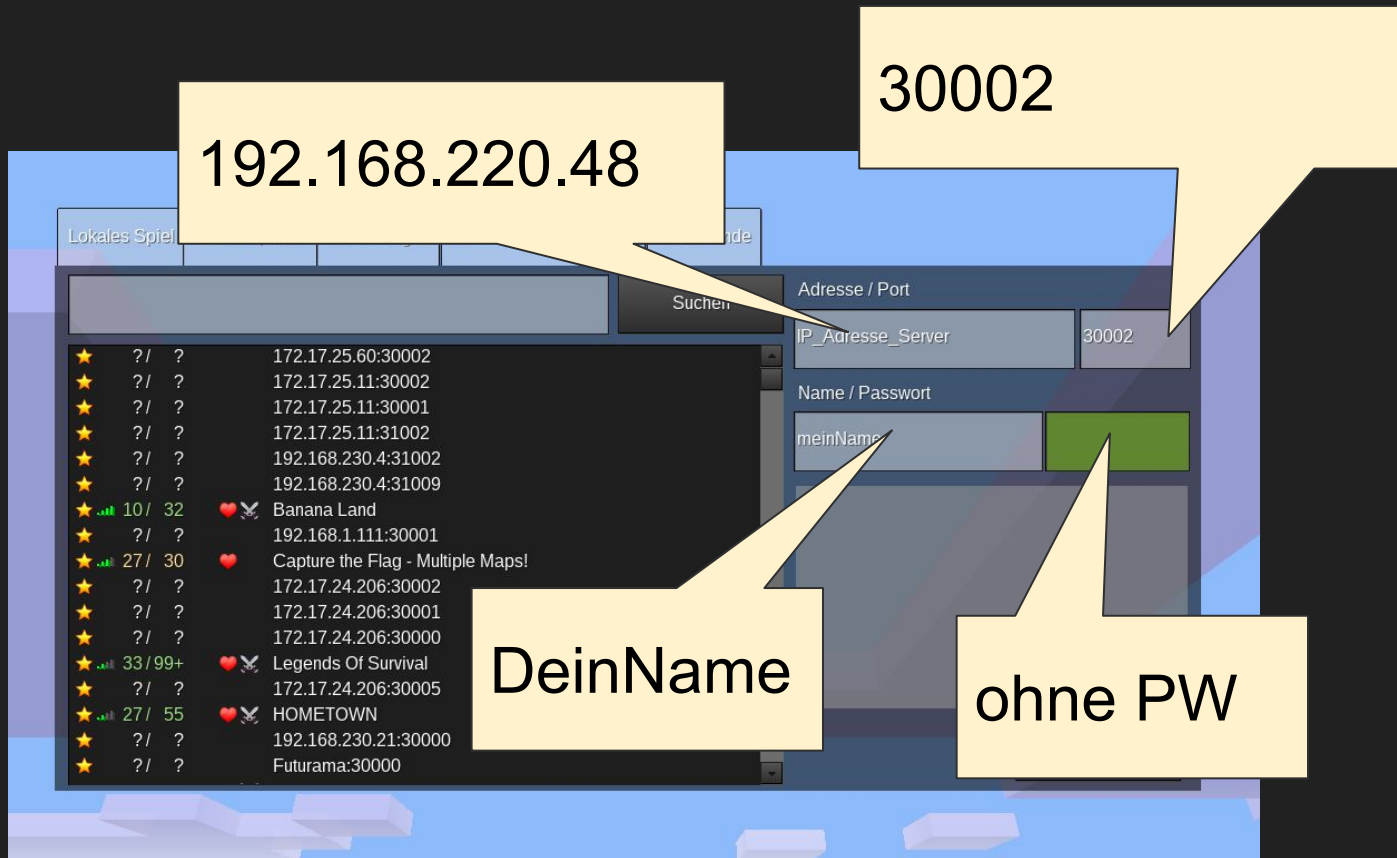 30002
192.168.220.48
Lokales Spiel
nde
Suchen
Adresse / Port
IP_Adresse_Server 30002
Name / Passwort
meinName
?/ ? 172.17.25.60:30002
?/ ? 172.17.25.11:30002
?/ ? 172.17.25.11:30001
?/ ? 172.17.25.11:31002
?/ ? 192.168.230.4:31002
?/ ? 192.168.230.4:31009
10/ 32 Banana Land
?/ ? 192.168.1.111:30001
27/ 30 Capture the Flag - Multiple Maps!
?/ ? 172.17.24.206:30002
?/ ? 172.17.24.206:30001
?/ ? 172.17.24.206:30000
33/99+ Legends Of Survival
?/ ? 172.17.24.206:30005
27/ 55 HOMETOWN
?/ ? 192.168.230.21:30000
?/ ? Futurama:30000
DeinName
ohne PW